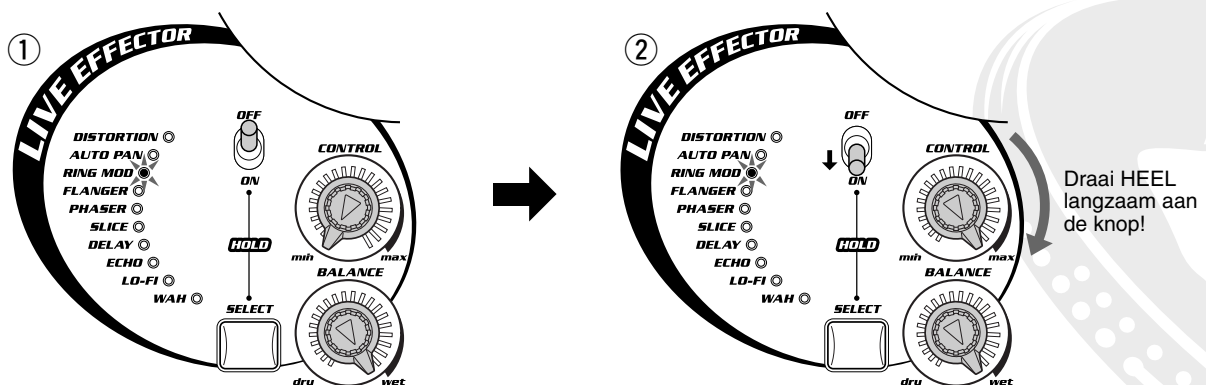 ①
LIVE EFFECTOR
OFF
DISTORTION
AUTO PAN
CONTROL
RING MOD
ON
FLANGER
PHASER
SLICE
DELAY
HOLD
ECHO
min
max
LO-FI
BALANCE
WAH
SELECT
dry
wet
②
LIVE EFFECTOR
OFF
DISTORTION
AUTO PAN
CONTROL
RING MOD
ON
FLANGER
PHASER
SLICE
DELAY
HOLD
ECHO
min
max
LO-FI
BALANCE
WAH
SELECT
dry
wet
Draai HEEL
langzaam aan
de knop!